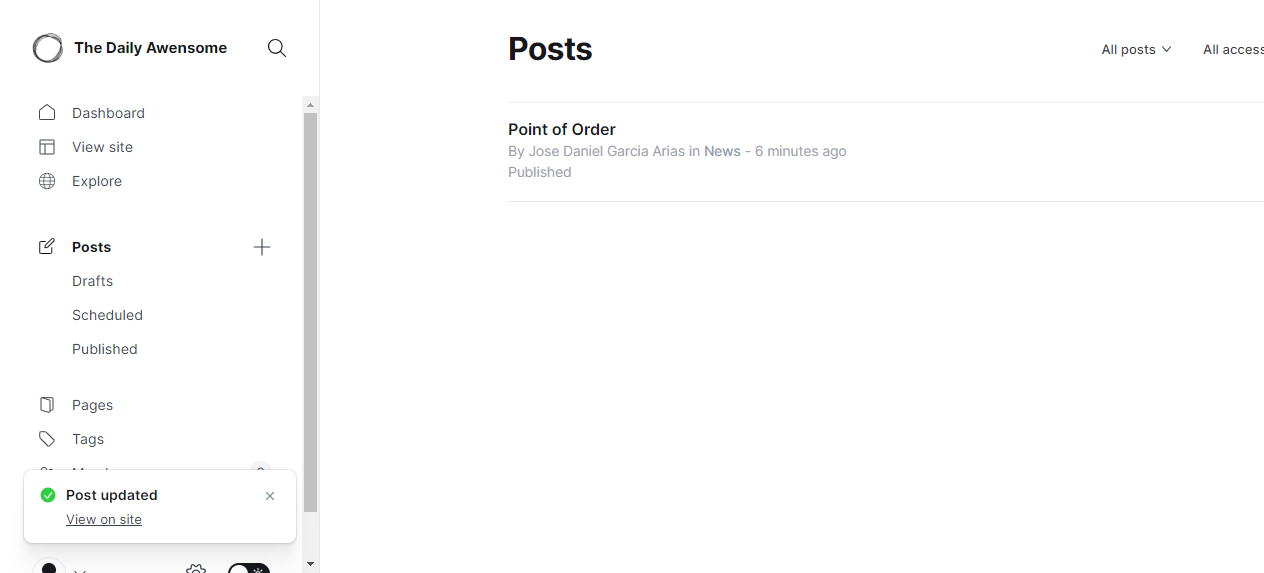 The Daily Awensome
Dashboard
View site
Explore
Posts
Drafts
Scheduled
Published
Pages
Tags
Post updated
View on site
Posts
All posts
All access
Point of Order
By Jose Daniel Garcia Arias in News - 6 minutes ago
Published